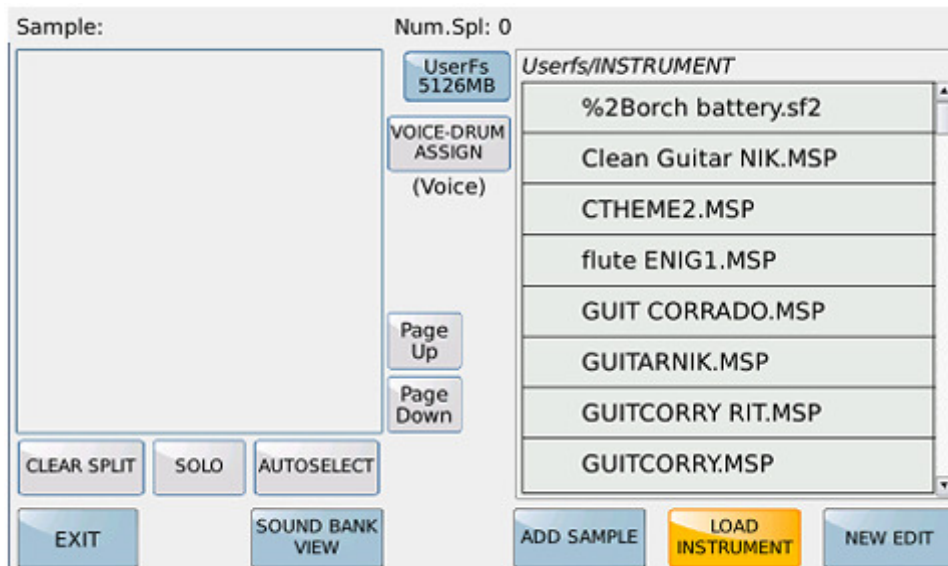 Sample:
Num.Spl: 0
UserFs
5126MB
VOICE-DRUM
ASSIGN
(Voice)
Page
Up
Page
Down
Userfs/INSTRUMENT
%2Borch battery.sf2
Clean Guitar NIK.MSP
CTHEME2.MSP
flute ENIG1.MSP
GUIT CORRADO.MSP
GUITARNIK.MSP
GUITCORRY RIT.MSP
GUITCORRY.MSP
CLEAR SPLIT
SOLO
AUTOSELECT
EXIT
SOUND BANK
VIEW
ADD SAMPLE
LOAD
INSTRUMENT
NEW EDIT